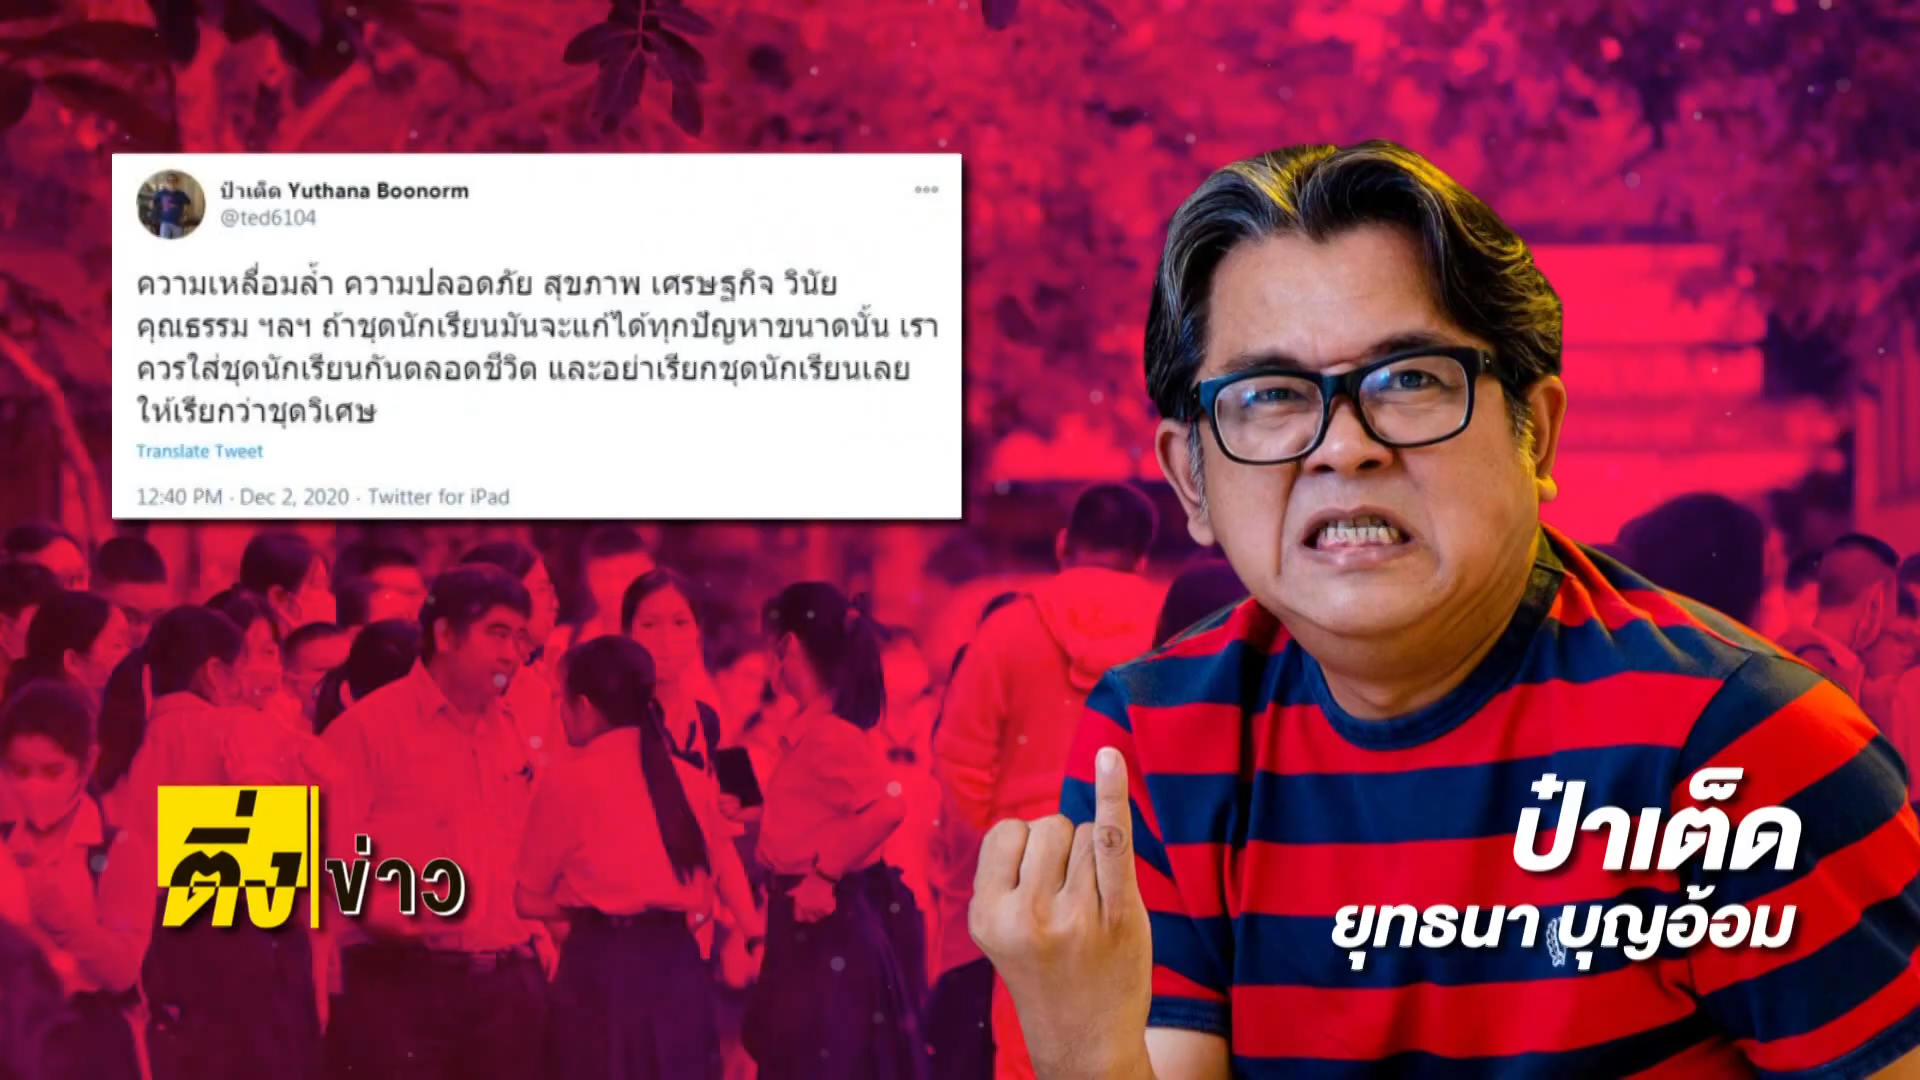 ป๋าเต็ด Yuthana Boonorm
@ted6104
ความเหลื่อมล้ำ ความปลอดภัย สุขภาพ เศรษฐกิจ วินัย
คุณธรรม ฯลฯ ถ้าชุดนักเรียนมันจะแก้ได้ทุกปัญหาขนาดนั้น เรา
ควรใส่ชุดนักเรียนกันตลอดชีวิต และอย่าเรียกชุดนักเรียนเลย
ให้เรียกว่าชุดวิเศษ
Translate Tweet
12:40 PM · Dec 2, 2020 · Twitter for iPad
ติ่งข่าว
ป๋าเต็ด
ยุทธนา บุญอ้อม